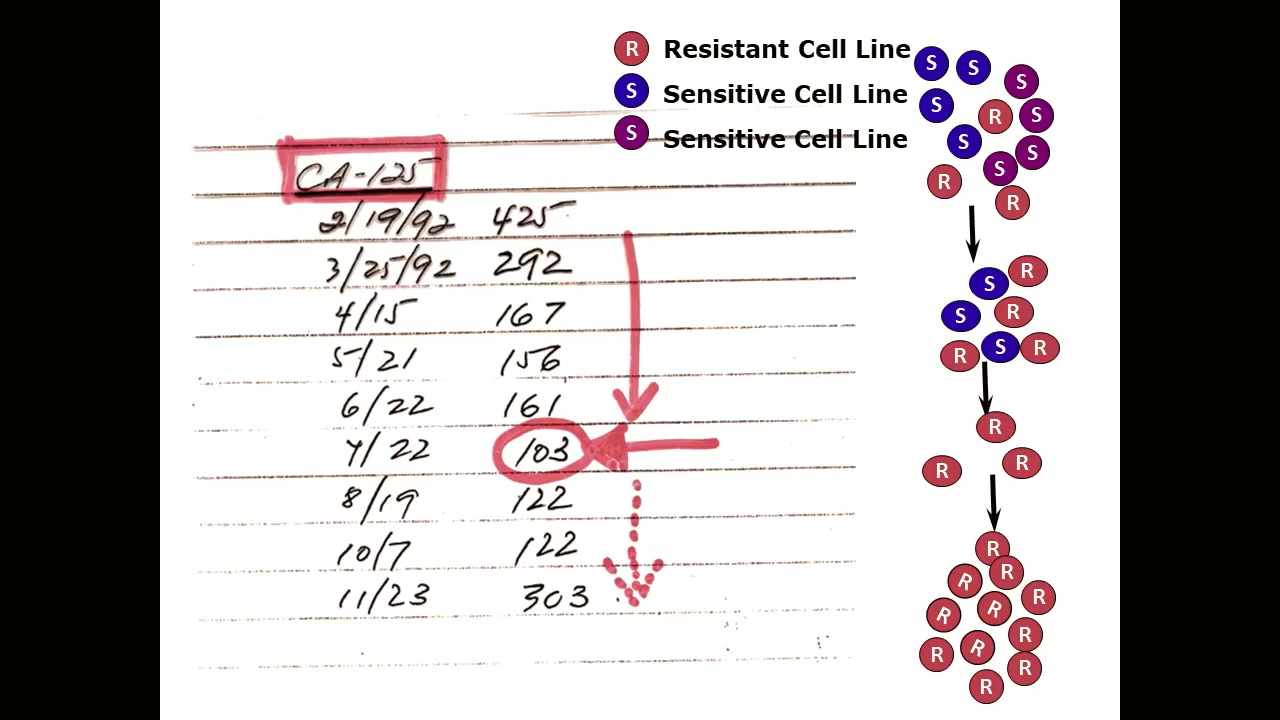 R Resistant Cell Line
S Sensitive Cell Line
S Sensitive Cell Line
CA-125
2/19/92 425
3/25/92 292
4/15 167
5/21 156
6/22 161
7/22 103
8/19 122
10/7 122
11/23 303
S S S
S R S
S S S
R R
S R
S R
R S R
R
R R
R
R R
R R R
R R
R R
R